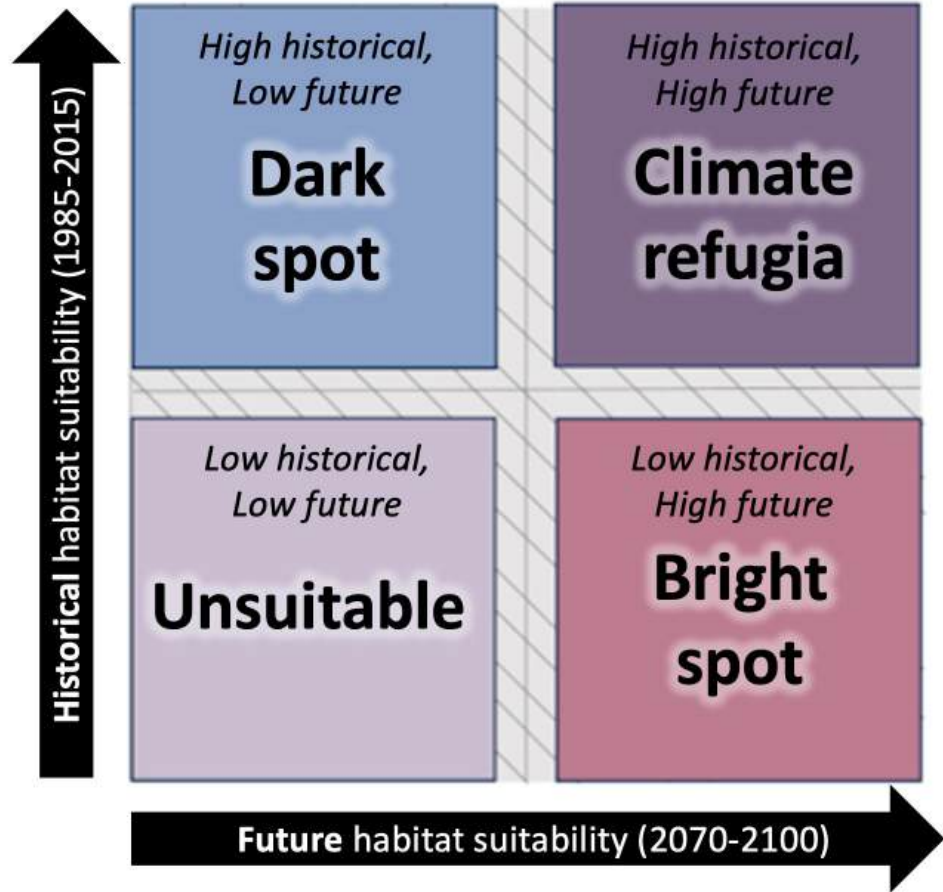 Historical habitat suitability (1985-2015)
High historical,
Low future
Dark
spot
High historical,
High future
Climate
refugia
Low historical,
Low future
Unsuitable
Low historical,
High future
Bright
spot
Future habitat suitability (2070-2100)